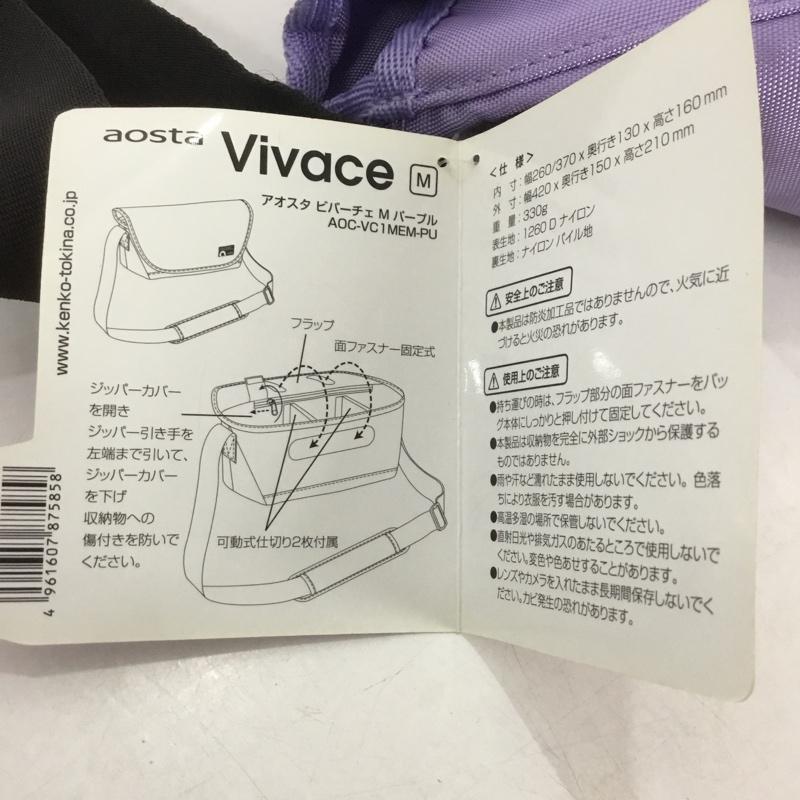 aosta Vivace M
アオスタ ビバーチェ M パープル
AOC-VC1MEM-PU
www.kenko-tokina.co.jp
フラップ
面ファスナー固定式
ジッパーカバー
を開き
ジッパー引き手を
左端まで引いて、
ジッパーカバー
を下げ
収納物への
傷付きを防いで
ください。
可動式仕切り2枚付属
4 961607 875858
<仕 様>
内 寸:幅260/370 x 奥行き130 x 高さ160 mm
外 寸:幅420 x 奥行き150 x 高さ210 mm
重 量:330g
表生地:1260 D ナイロン
裏生地:ナイロン パイル地
安全上のご注意
●本製品は防炎加工品ではありませんので、火気に近
づけると火災の恐れがあります。
使用上のご注意
●持ち運びの時は、フラップ部分の面ファスナーをバッ
グ本体にしっかりと押し付けて固定してください。
●本製品は収納物を完全に外部ショックから保護する
ものではありません。
●雨や汗など濡れたまま使用しないでください。色落
ちにより衣服を汚す場合があります。
●高温多湿の場所で保管しないでください。
●直射日光や排気ガスのあたるところで使用しないで
ください。変色や色あせすることがあります。
●レンズやカメラを入れたまま長期間保存しないでく
ださい。カビ発生の恐れがあります。